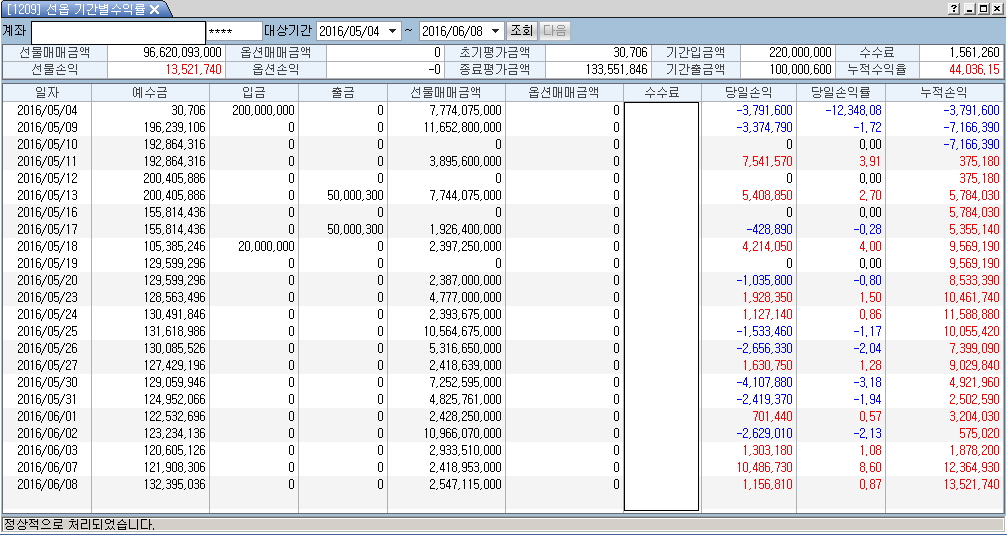 [1209] 선옵 기간별수익률
계좌 **** 대상기간 2016/05/04 ~ 2016/06/08 조회 다음
선물매매금액 96,620,093,000 옵션매매금액 0 초기평가금액 30,706 기간입금액 220,000,000 수수료 1,561,260
선물손익 13,521,740 옵션손익 -0 종료평가금액 133,551,846 기간출금액 100,000,600 누적수익율 44,036,15
일자 예수금 입금 출금 선물매매금액 옵션매매금액 수수료 당일손익 당일손익률 누적손익
2016/05/04 30,706 200,000,000 0 7,774,075,000 0 -3,791,600 -12,348,08 -3,791,600
2016/05/09 196,239,106 0 0 11,652,800,000 0 -3,374,790 -1,72 -7,166,390
2016/05/10 192,864,316 0 0 0 0 0 0,00 -7,166,390
2016/05/11 192,864,316 0 0 3,895,600,000 0 7,541,570 3,91 375,180
2016/05/12 200,405,886 0 0 0 0 0 0,00 375,180
2016/05/13 200,405,886 0 50,000,300 7,744,075,000 0 5,408,850 2,70 5,784,030
2016/05/16 155,814,436 0 0 0 0 0 0,00 5,784,030
2016/05/17 155,814,436 0 50,000,300 1,926,400,000 0 -428,890 -0,28 5,355,140
2016/05/18 105,385,246 20,000,000 0 2,397,250,000 0 4,214,050 4,00 9,569,190
2016/05/19 129,599,296 0 0 0 0 0 0,00 9,569,190
2016/05/20 129,599,296 0 0 2,387,000,000 0 -1,035,800 -0,80 8,533,390
2016/05/23 128,563,496 0 0 4,777,000,000 0 1,928,350 1,50 10,461,740
2016/05/24 130,491,846 0 0 2,393,675,000 0 1,127,140 0,86 11,588,880
2016/05/25 131,618,986 0 0 10,564,675,000 0 -1,533,460 -1,17 10,055,420
2016/05/26 130,085,526 0 0 5,316,650,000 0 -2,656,330 -2,04 7,399,090
2016/05/27 127,429,196 0 0 2,418,639,000 0 1,630,750 1,28 9,029,840
2016/05/30 129,059,946 0 0 7,252,595,000 0 -4,107,880 -3,18 4,921,960
2016/05/31 124,952,066 0 0 4,825,761,000 0 -2,419,370 -1,94 2,502,590
2016/06/01 122,532,696 0 0 2,428,250,000 0 701,440 0,57 3,204,030
2016/06/02 123,234,136 0 0 10,966,070,000 0 -2,629,010 -2,13 575,020
2016/06/03 120,605,126 0 0 2,933,510,000 0 1,303,180 1,08 1,878,200
2016/06/07 121,908,306 0 0 2,418,953,000 0 10,486,730 8,60 12,364,930
2016/06/08 132,395,036 0 0 2,547,115,000 0 1,156,810 0,87 13,521,740
정상적으로 처리되었습니다.